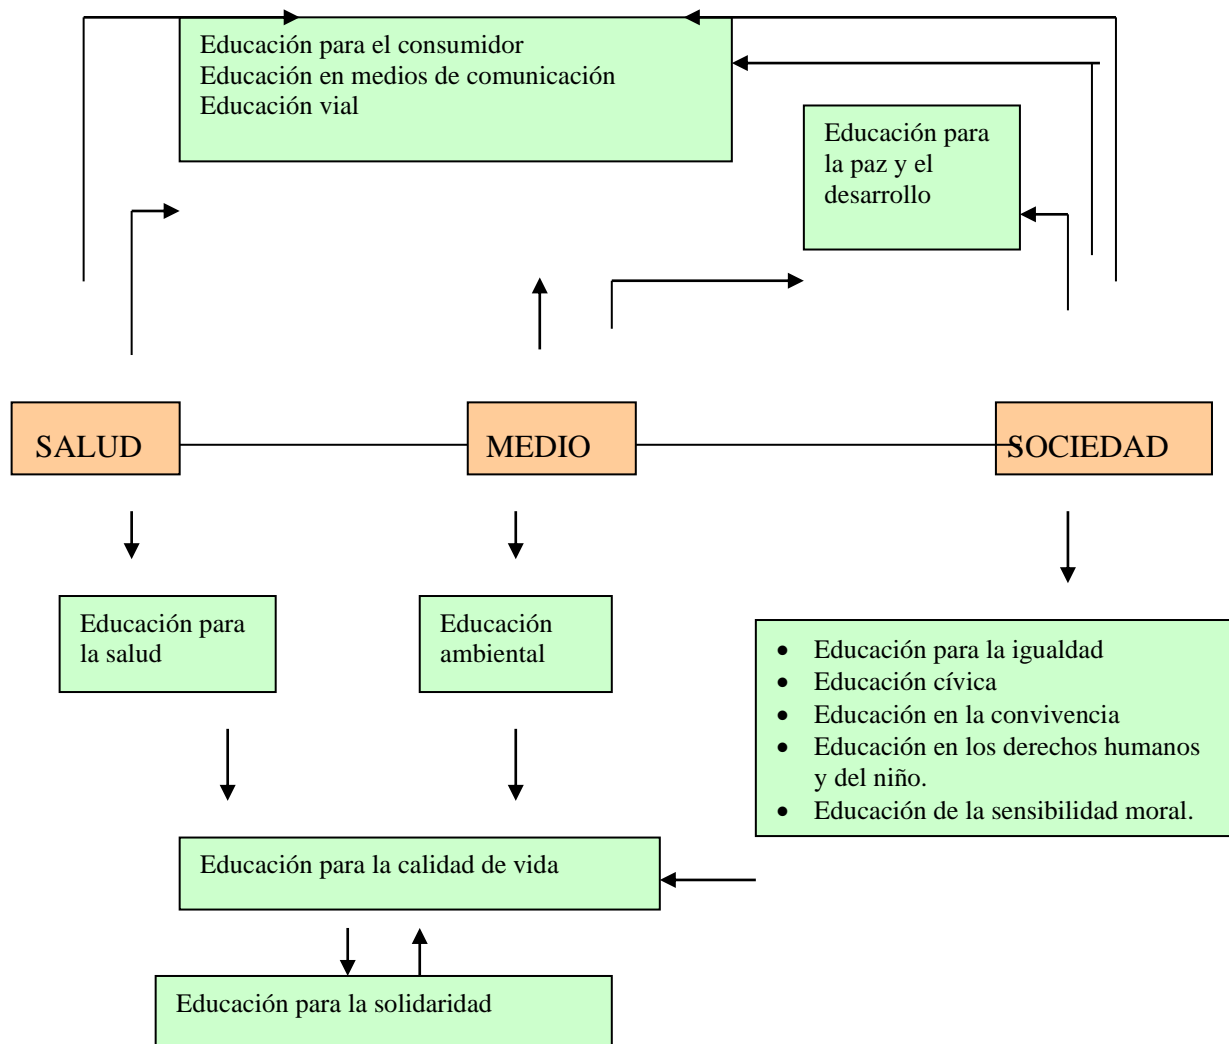 Educación para el consumidor
Educación en medios de comunicación
Educación vial
Educación para
la paz y el
desarrollo
SALUD
MEDIO
SOCIEDAD
Educación para
la salud
Educación
ambiental
• Educación para la igualdad
• Educación cívica
• Educación en la convivencia
• Educación en los derechos humanos
y del niño.
• Educación de la sensibilidad moral.
Educación para la calidad de vida
Educación para la solidaridad